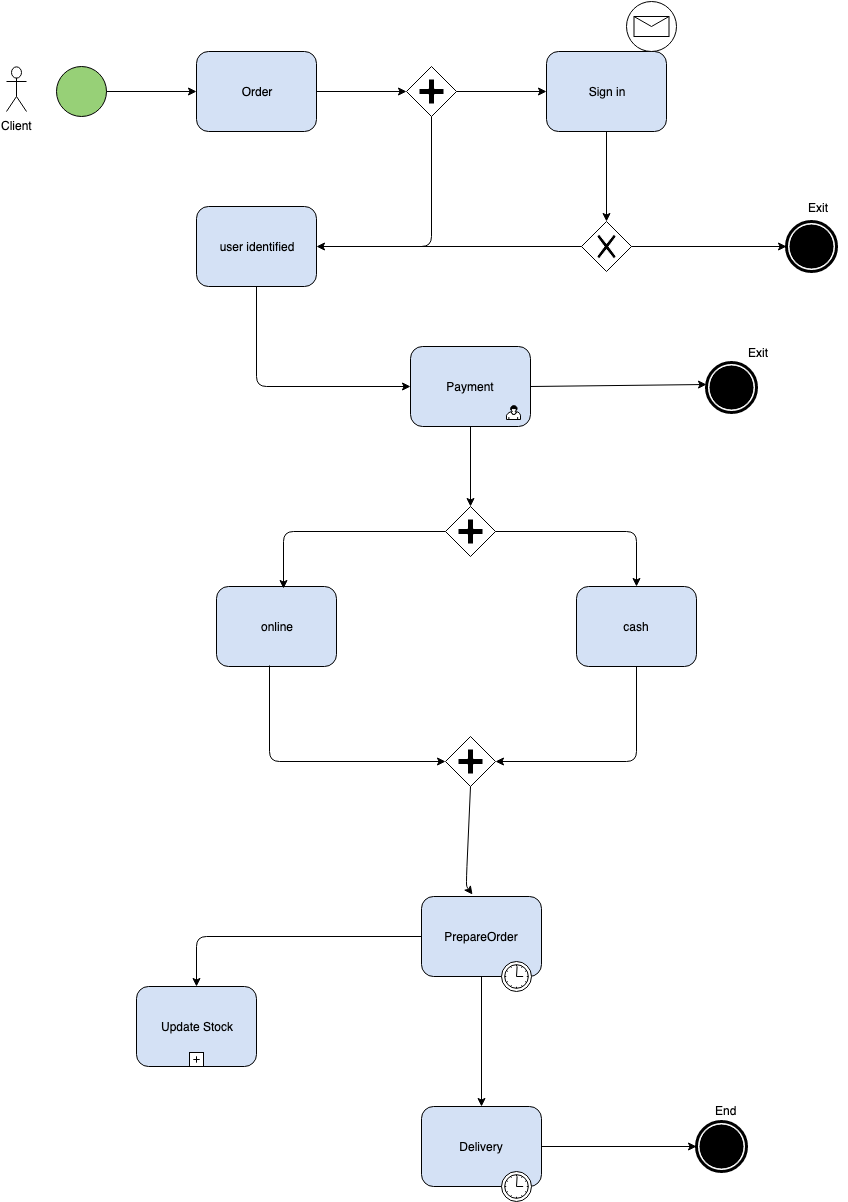 Order
Sign in
Client
Exit
user identified
Exit
Payment
online
cash
PrepareOrder
Update Stock
End
Delivery